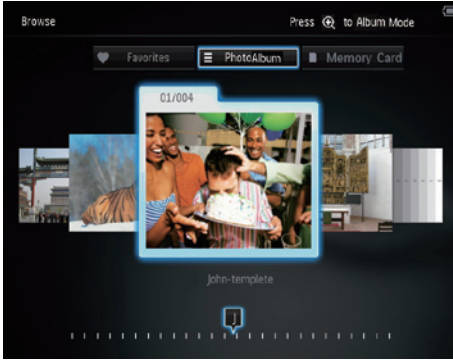 Browse
Press to Album Mode
Favorites
PhotoAlbum
Memory Card
01/004
John-templete
J